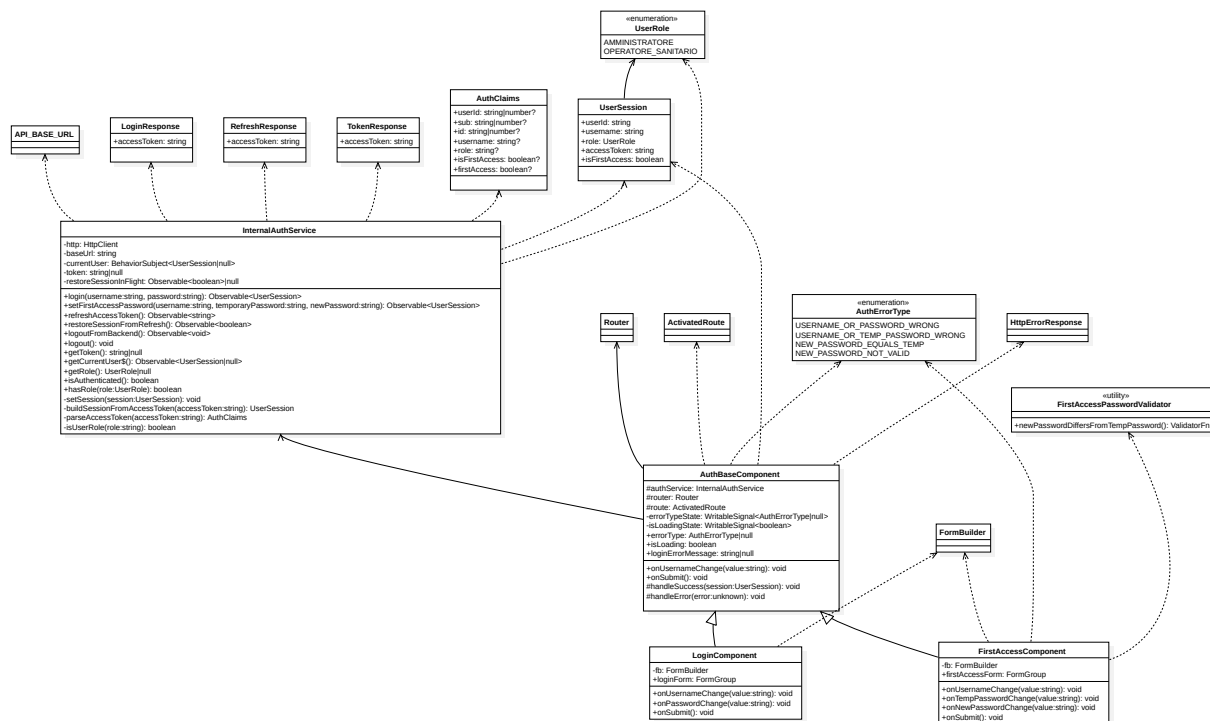 «enumeration»
UserRole
AMMINISTRATORE
OPERATORE_SANITARIO
AuthClaims
+userId: string|number?
+sub: string|number?
+id: string|number?
+username: string?
+role: string?
+isFirstAccess: boolean?
+firstAccess: boolean?
UserSession
+userId: string
+username: string
+role: UserRole
+accessToken: string
+isFirstAccess: boolean
API_BASE_URL
LoginResponse
+accessToken: string
RefreshResponse
+accessToken: string
TokenResponse
+accessToken: string
InternalAuthService
-http: HttpClient
-baseUrl: string
-currentUser: BehaviorSubject<UserSession|null>
-token: string|null
-restoreSessionInFlight: Observable<boolean>|null
+login(username:string, password:string): Observable<UserSession>
+setFirstAccessPassword(username:string, temporaryPassword:string, newPassword:string): Observable<UserSession>
+refreshAccessToken(): Observable<string>
+restoreSessionFromRefresh(): Observable<boolean>
+logoutFromBackend(): Observable<void>
+logout(): void
+getToken(): string|null
+getCurrentUser$(): Observable<UserSession|null>
+getRole(): UserRole|null
+isAuthenticated(): boolean
+hasRole(role:UserRole): boolean
-setSession(session:UserSession): void
-buildSessionFromAccessToken(accessToken:string): UserSession
-parseAccessToken(accessToken:string): AuthClaims
-isUserRole(role:string): boolean
Router
ActivatedRoute
«enumeration»
AuthErrorType
USERNAME_OR_PASSWORD_WRONG
USERNAME_OR_TEMP_PASSWORD_WRONG
NEW_PASSWORD_EQUALS_TEMP
NEW_PASSWORD_NOT_VALID
HttpErrorResponse
«utility»
FirstAccessPasswordValidator
+newPasswordDiffersFromTempPassword(): ValidatorFn
AuthBaseComponent
#authService: InternalAuthService
#router: Router
#route: ActivatedRoute
-errorTypeState: WritableSignal<AuthErrorType|null>
-isLoadingState: WritableSignal<boolean>
+errorType: AuthErrorType|null
+isLoading: boolean
+loginErrorMessage: string|null
+onUsernameChange(value:string): void
+onSubmit(): void
#handleSuccess(session:UserSession): void
#handleError(error:unknown): void
FormBuilder
LoginComponent
-fb: FormBuilder
+loginForm: FormGroup
+onUsernameChange(value:string): void
+onPasswordChange(value:string): void
+onSubmit(): void
FirstAccessComponent
-fb: FormBuilder
+firstAccessForm: FormGroup
+onUsernameChange(value:string): void
+onTempPasswordChange(value:string): void
+onNewPasswordChange(value:string): void
+onSubmit(): void